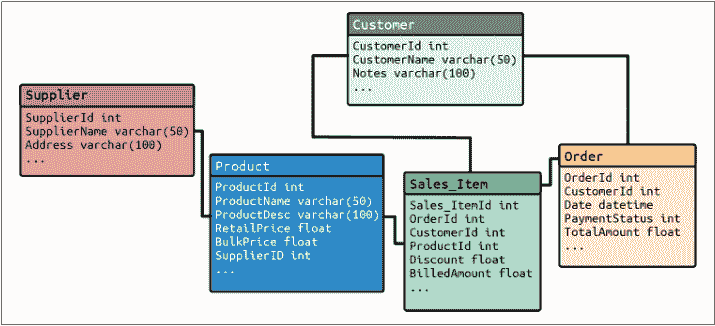 Customer
CustomerId int
CustomerName varchar(50)
Notes varchar(100)
...
Supplier
SupplierId int
SupplierName varchar(50)
Address varchar(100)
...
Product
ProductId int
ProductName varchar(50)
ProductDesc varchar(100)
RetailPrice float
BulkPrice float
SupplierID int
...
Sales_Item
Sales_ItemId int
OrderId int
CustomerId int
ProductId int
Discount float
BilledAmount float
...
Order
OrderId int
CustomerId int
Date datetime
PaymentStatus int
TotalAmount float
...